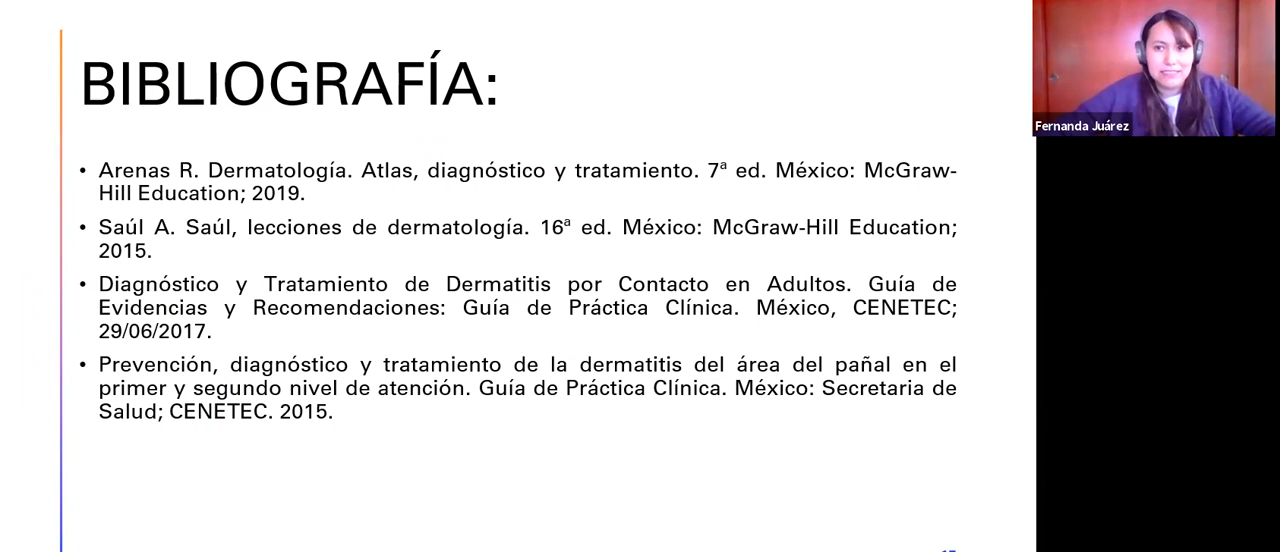 BIBLIOGRAFÍA:
Fernanda Juárez
• Arenas R. Dermatología. Atlas, diagnóstico y tratamiento. 7ª ed. México: McGraw-
Hill Education; 2019.
• Saúl A. Saúl, lecciones de dermatología. 16ª ed. México: McGraw-Hill Education;
2015.
• Diagnóstico y Tratamiento de Dermatitis por Contacto en Adultos. Guía de
Evidencias y Recomendaciones: Guía de Práctica Clínica. México, CENETEC;
29/06/2017.
• Prevención, diagnóstico y tratamiento de la dermatitis del área del pañal en el
primer y segundo nivel de atención. Guía de Práctica Clínica. México: Secretaria de
Salud; CENETEC. 2015.